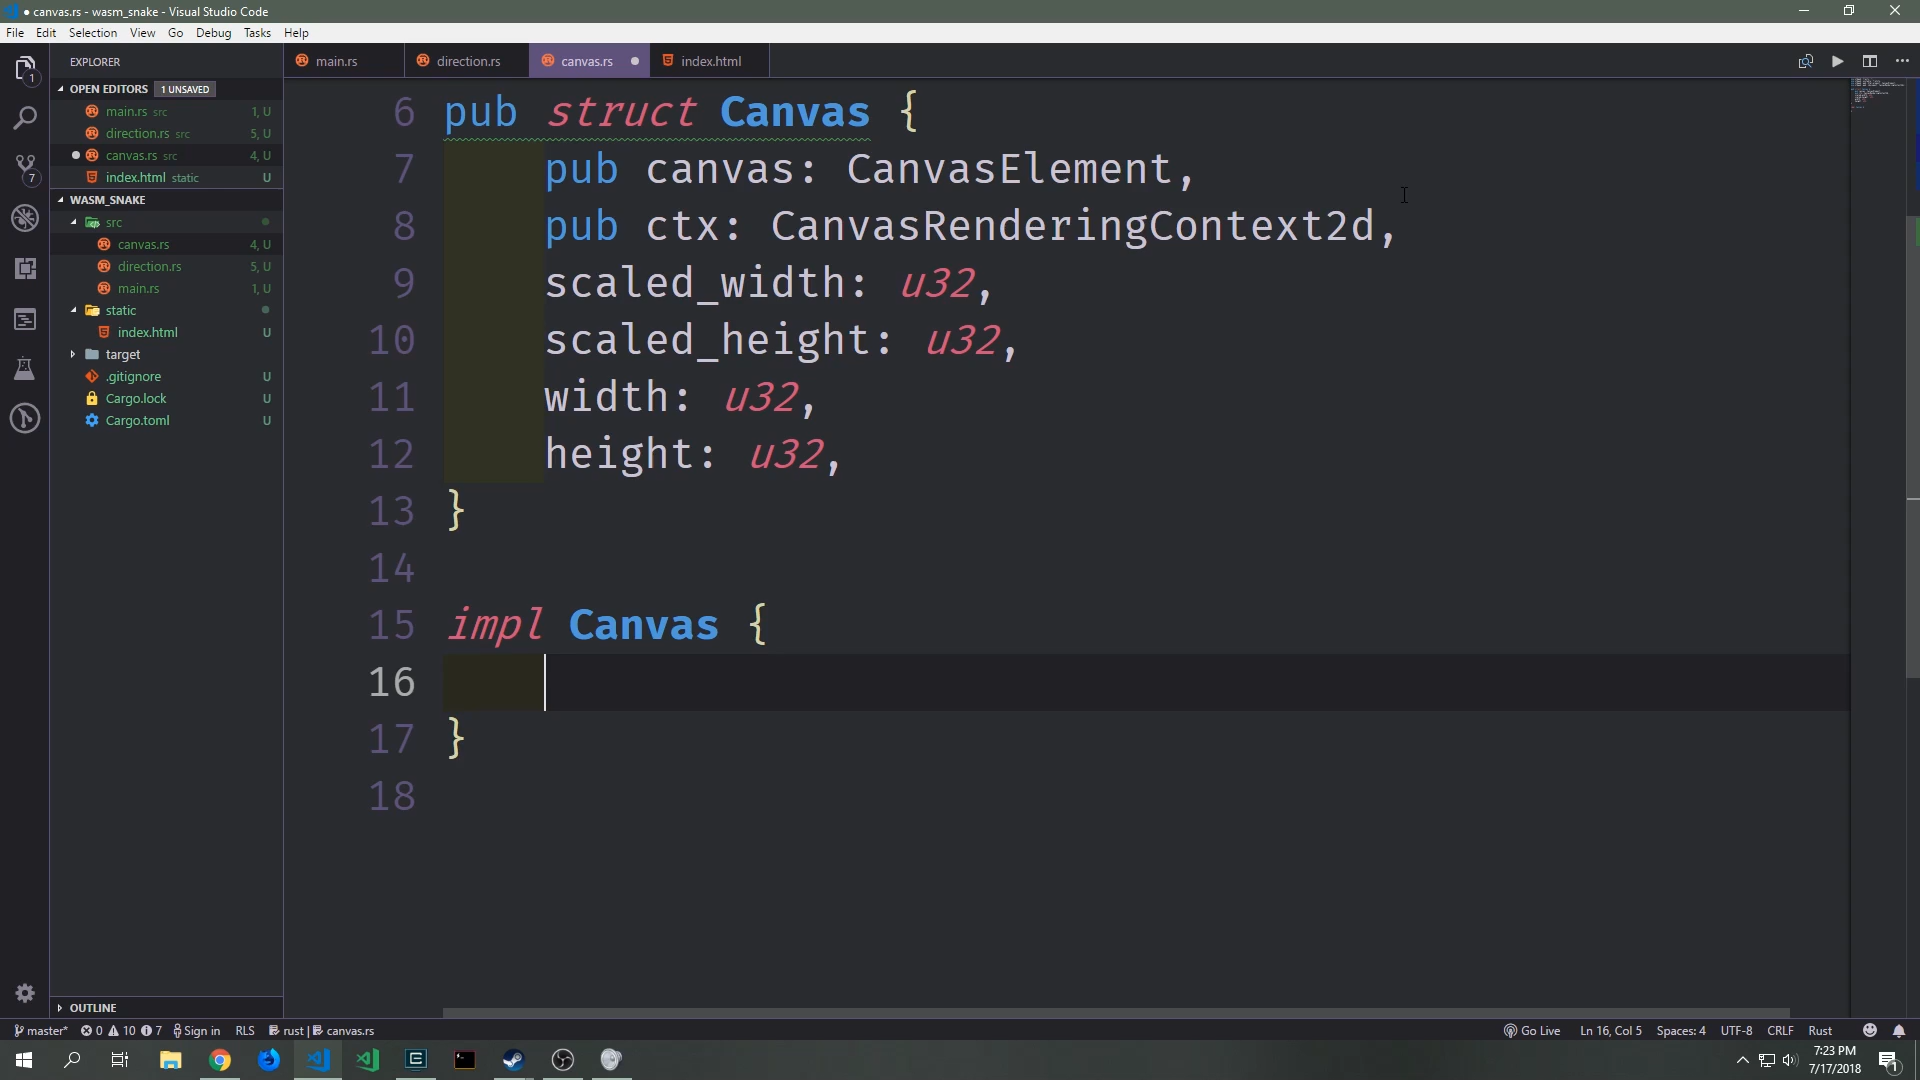 ● canvas.rs - wasm_snake - Visual Studio Code
File Edit Selection View Go Debug Tasks Help
EXPLORER
main.rs direction.rs canvas.rs ● index.html
OPEN EDITORS 1 UNSAVED
main.rs src 1, U
direction.rs src 5, U
● canvas.rs src 4, U
index.html static U
WASM_SNAKE
src
canvas.rs 4, U
direction.rs 5, U
main.rs 1, U
static
index.html U
target
.gitignore U
Cargo.lock U
Cargo.toml U
OUTLINE
1
7
6 pub struct Canvas {
7 pub canvas: CanvasElement,
8 pub ctx: CanvasRenderingContext2d,
9 scaled_width: u32,
10 scaled_height: u32,
11 width: u32,
12 height: u32,
13 }
14
15 impl Canvas {
16
17 }
18
master* 0 10 7 Sign in RLS rust | canvas.rs Go Live Ln 16, Col 5 Spaces: 4 UTF-8 CRLF Rust
7:23 PM
7/17/2018
1